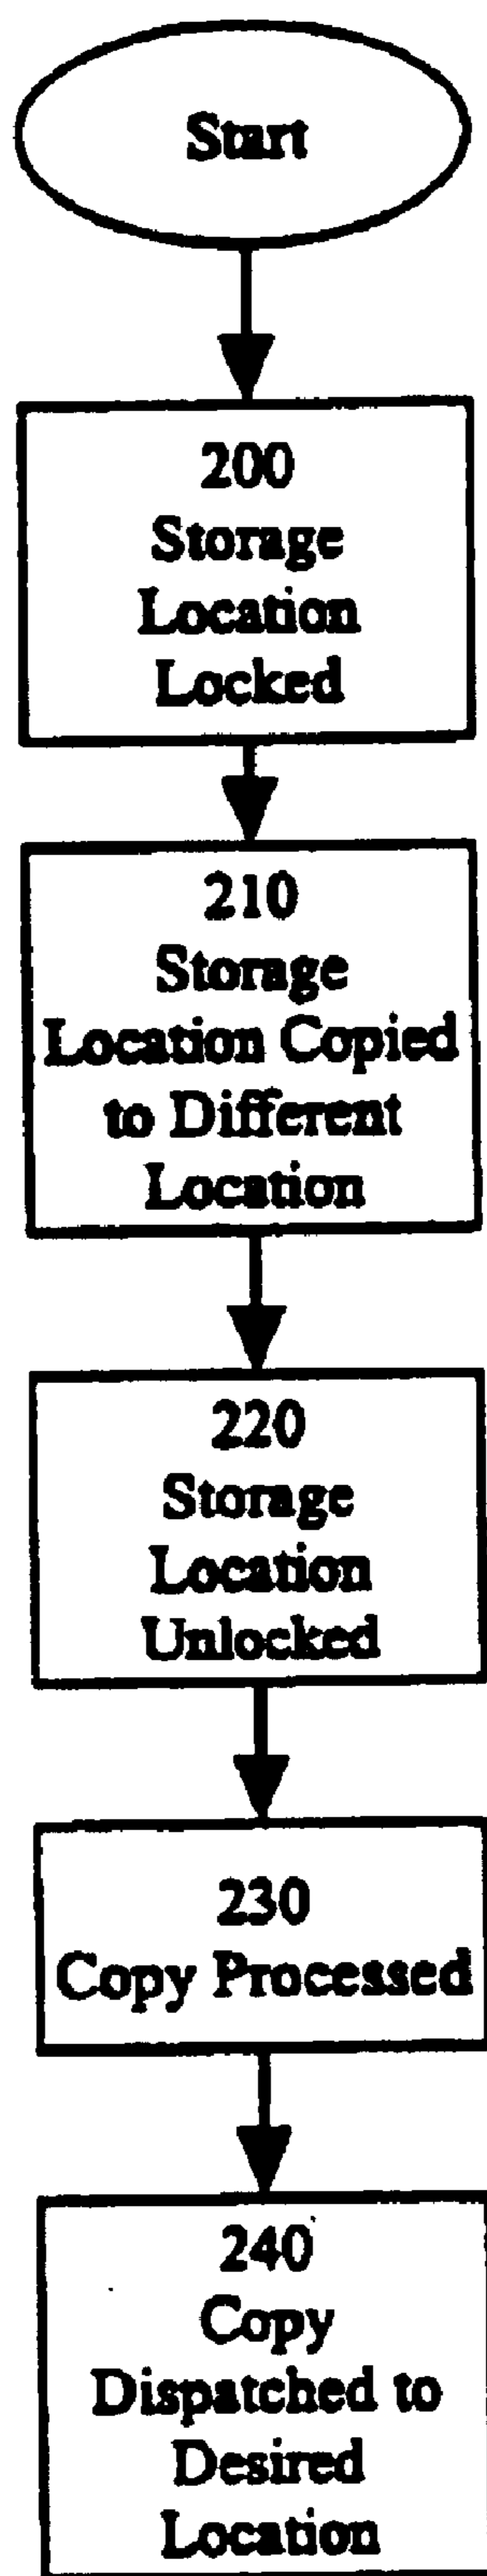 Start
200
Storage
Location
Locked
210
Storage
Location Copied
to Different
Location
220
Storage
Location
Unlocked
230
Copy Processed
240
Copy
Dispatched to
Desired
Location